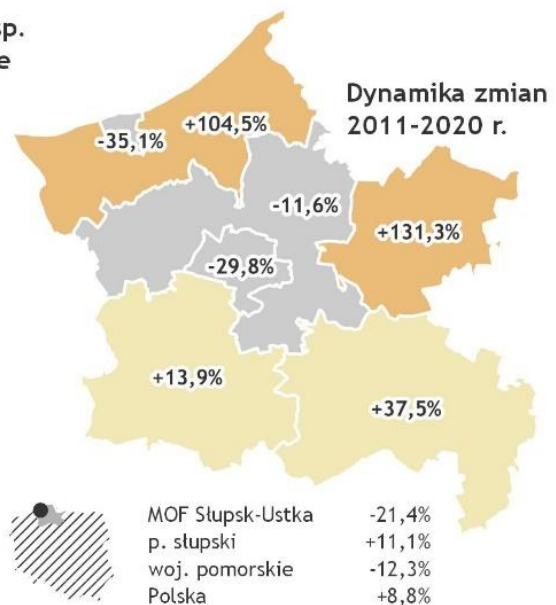 sp.
e
Dynamika zmian
2011-2020 r.
-35,1%
+104,5%
-11,6%
+131,3%
-29,8%
+13,9%
+37,5%
MOF Słupsk-Ustka -21,4%
p. słupski +11,1%
woj. pomorskie -12,3%
Polska +8,8%